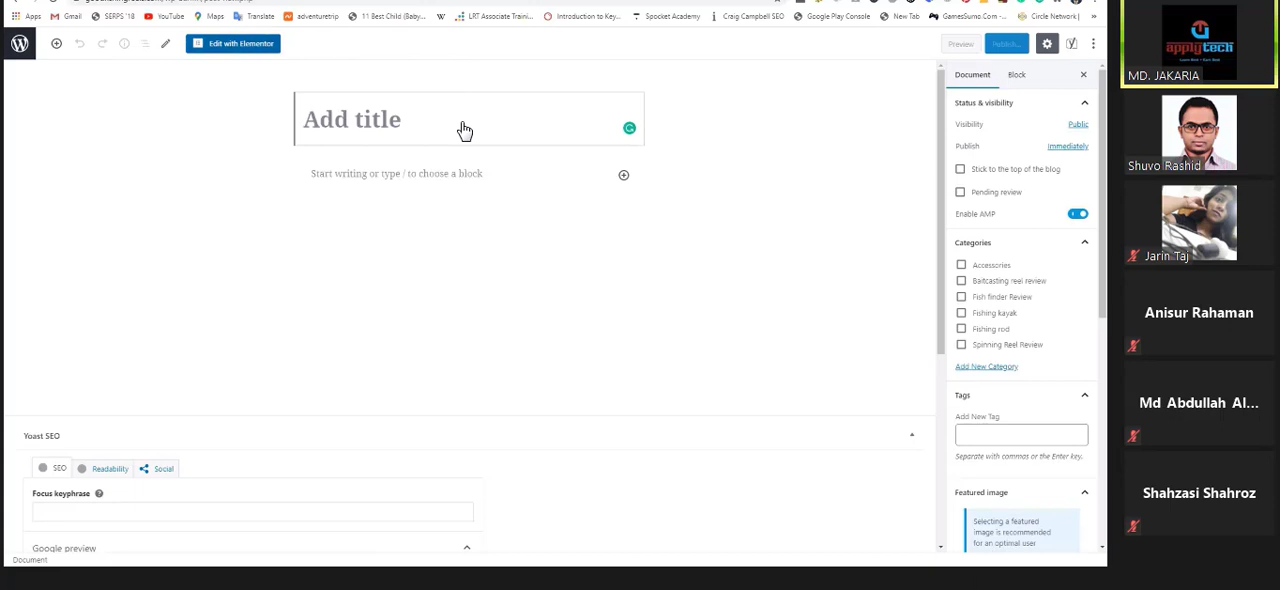 Apps Gmail SERPS '18 YouTube Maps Translate adventuretrip 11 Best Child (Baby... LRT Associate Traini... Introduction to Key... Spocket Academy Craig Campbell SEO Google Play Console New Tab GamesSumo.Com -... Circle Network |... »
Edit with Elementor
Preview
Publish...
Add title
Start writing or type / to choose a block
Document Block
Status & visibility
Visibility Public
Publish Immediately
Stick to the top of the blog
Pending review
Enable AMP
Categories
Accessories
Baitcasting reel review
Fish finder Review
Fishing kayak
Fishing rod
Spinning Reel Review
Add New Category
Tags
Add New Tag
Separate with commas or the Enter key.
Featured image
Selecting a featured
image is recommended
for an optimal user
Yoast SEO
SEO Readability Social
Focus keyphrase
Google preview
Document
applytech
MD. JAKARIA
Shuvo Rashid
Jarin Taj
Anisur Rahaman
Md Abdullah Al...
Shahzasi Shahroz